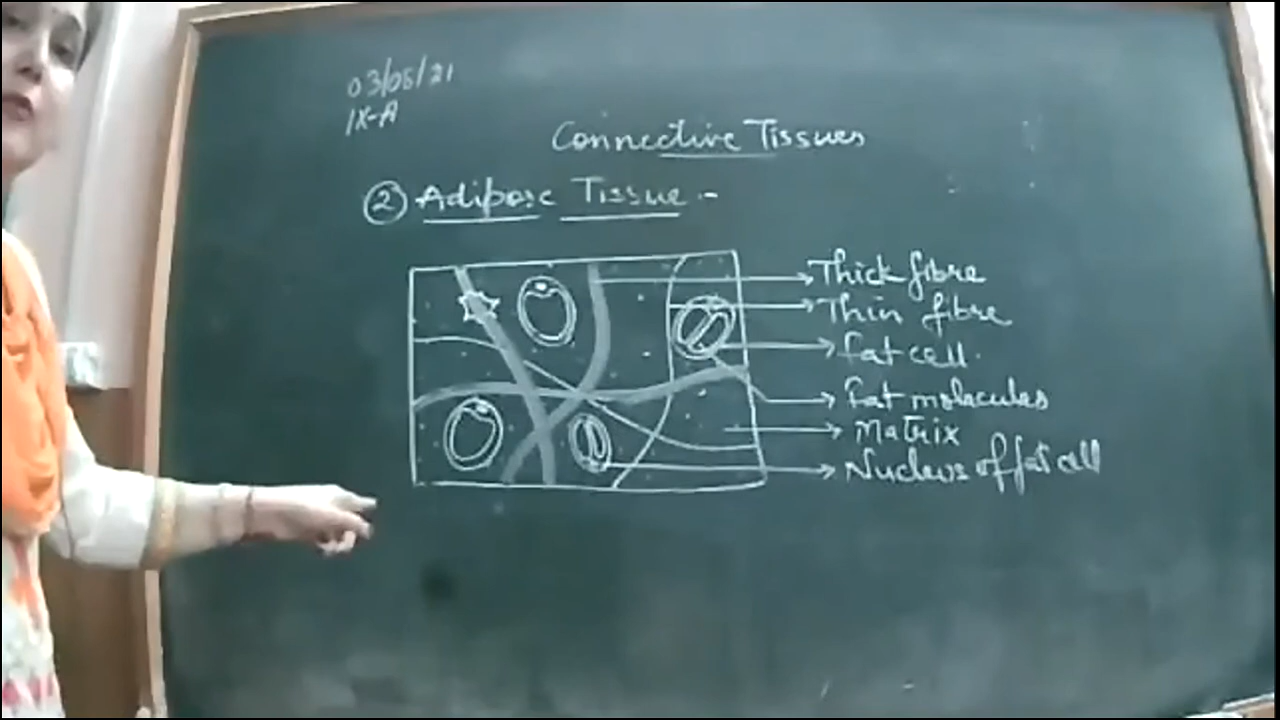 03/05/21
IX-A
Connective Tissues
② Adipose Tissue :-
Thick fibre
Thin fibre
fat cell.
fat molecules
Matrix
Nucleus of fat cell